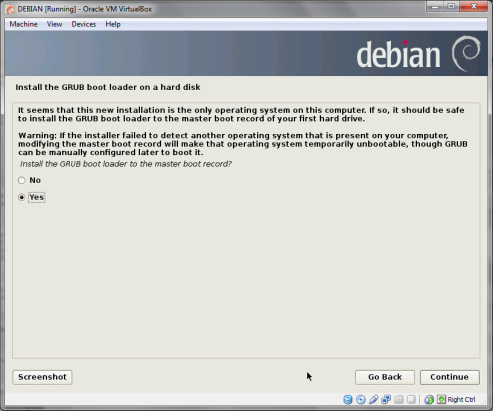 DEBIAN [Running] - Oracle VM VirtualBox
Machine View Devices Help
debian
Install the GRUB boot loader on a hard disk
It seems that this new installation is the only operating system on this computer. If so, it should be safe
to install the GRUB boot loader to the master boot record of your first hard drive.
Warning: If the installer failed to detect another operating system that is present on your computer,
modifying the master boot record will make that operating system temporarily unbootable, though GRUB
can be manually configured later to boot it.
Install the GRUB boot loader to the master boot record?
No
Yes
Screenshot Go Back Continue
Right Ctrl